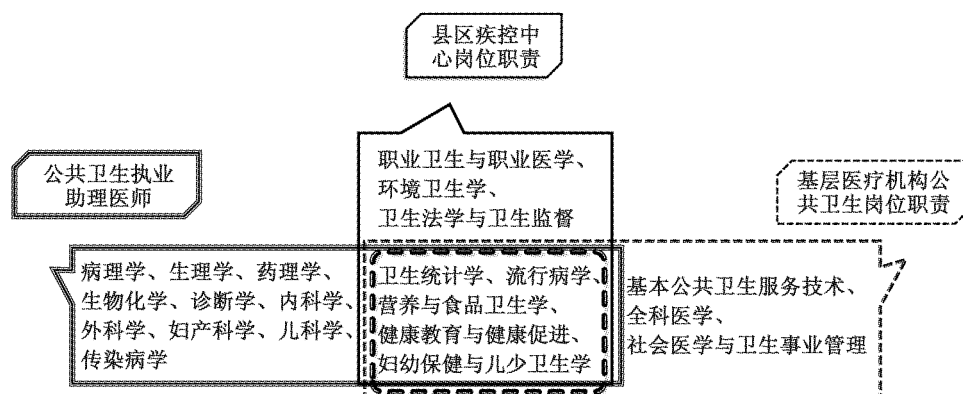 县区疾控中
心岗位职责
公共卫生执业
助理医师
职业卫生与职业医学、
环境卫生学、
卫生法学与卫生监督
基层医疗机构公
共卫生岗位职责
病理学、生理学、药理学、
生物化学、诊断学、内科学、
外科学、妇产科学、儿科学、
传染病学
卫生统计学、流行病学、
营养与食品卫生学、
健康教育与健康促进、
妇幼保健与儿少卫生学
基本公共卫生服务技术、
全科医学、
社会医学与卫生事业管理